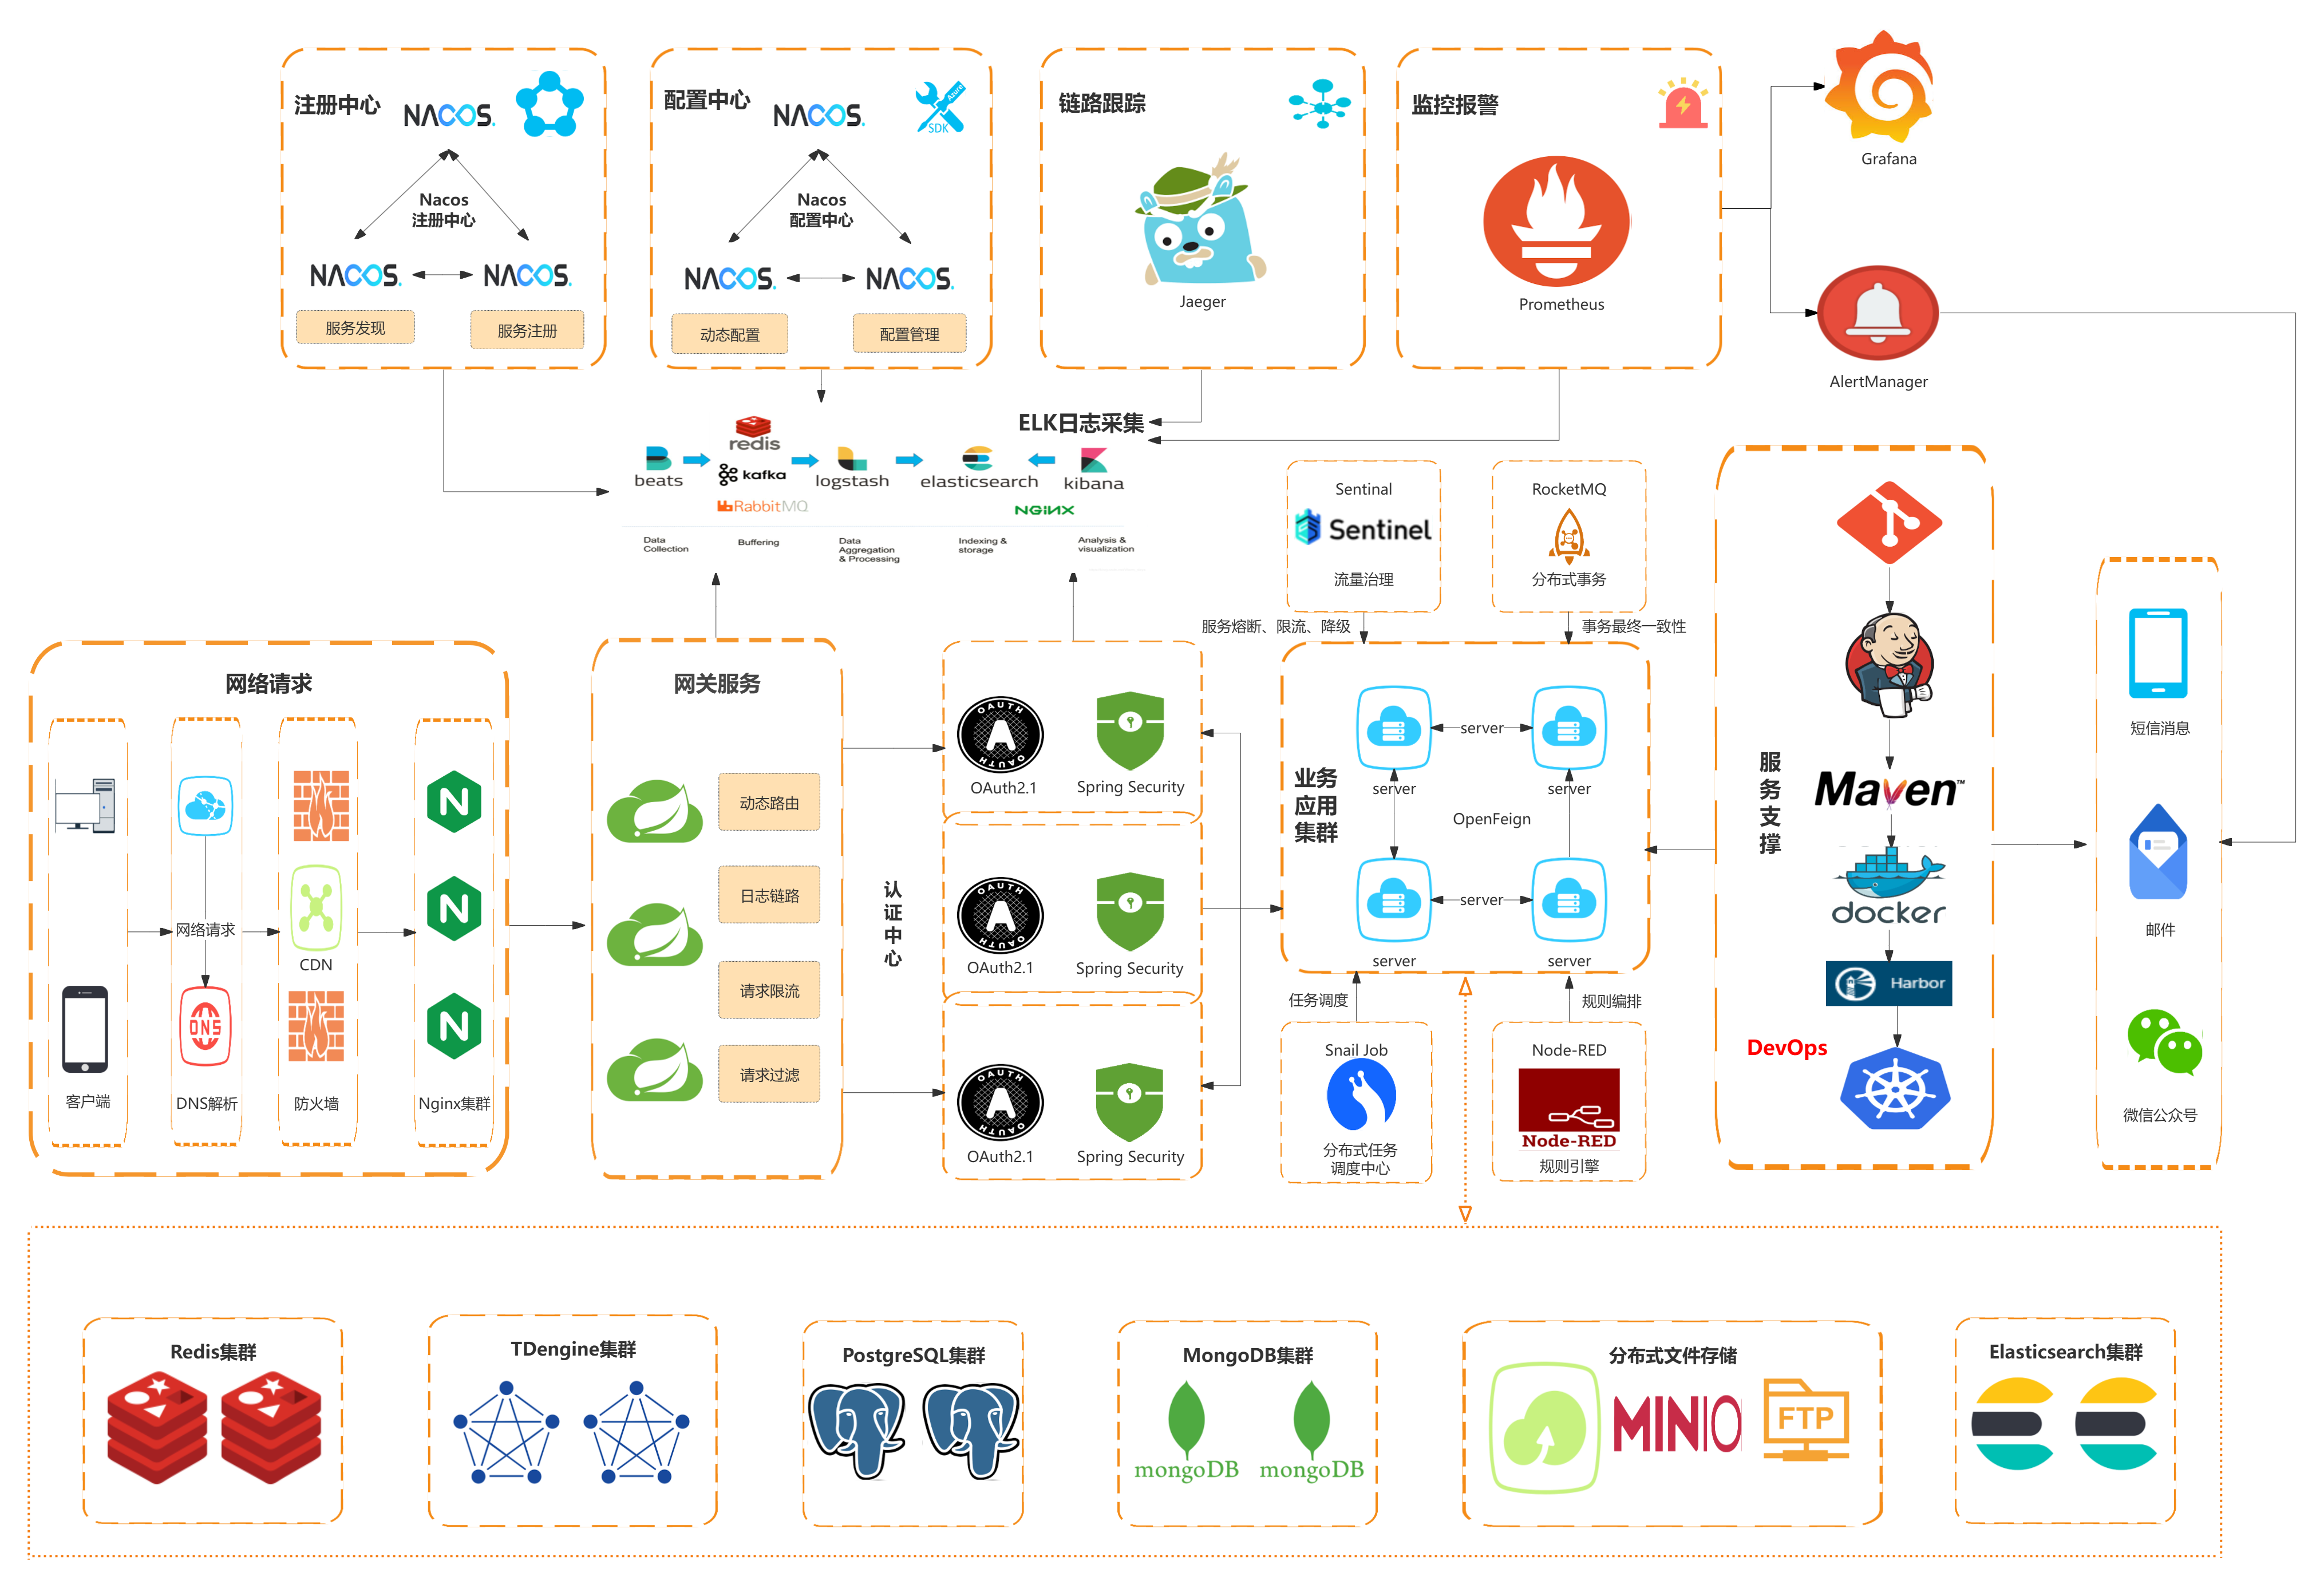 注册中心
NACOS.
Nacos
注册中心
NACOS.
NACOS.
服务发现
服务注册
配置中心
NACOS.
Azure
SDK
Nacos
配置中心
NACOS.
NACOS.
动态配置
配置管理
链路跟踪
Jaeger
监控报警
Prometheus
Grafana
AlertManager
ELK日志采集
beats
redis
kafka
RabbitMQ
logstash
elasticsearch
kibana
NGINX
Data
Collection
Buffering
Data
Aggregation
& Processing
Indexing &
storage
Analysis &
visualization
Sentinal
Sentinel
流量治理
RocketMQ
分布式事务
服务熔断、限流、降级
事务最终一致性
网络请求
客户端
网络请求
DNS
DNS解析
CDN
防火墙
Nginx集群
网关服务
动态路由
日志链路
请求限流
请求过滤
认
证
中
心
OAUTH
OAUTH
OAuth2.1
Spring Security
OAUTH
OAUTH
OAuth2.1
Spring Security
OAUTH
OAUTH
OAuth2.1
Spring Security
业务
应用
集群
server
server
server
OpenFeign
server
server
server
任务调度
规则编排
Snail Job
分布式任务
调度中心
Node-RED
Node-RED
规则引擎
服
务
支
撑
Maven™
docker
Harbor
DevOps
短信消息
邮件
微信公众号
Redis集群
TDengine集群
PostgreSQL集群
MongoDB集群
mongoDB
mongoDB
分布式文件存储
MINIO
FTP
Elasticsearch集群